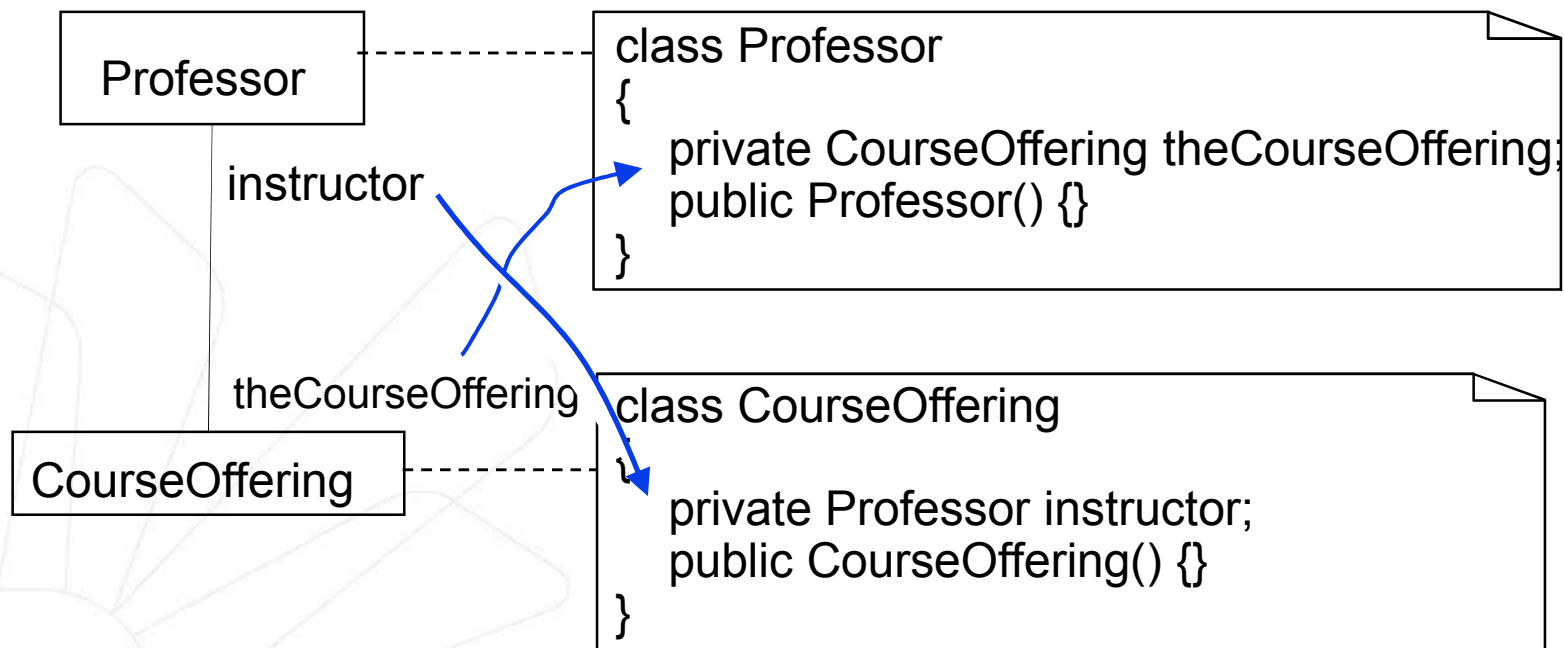 Professor
instructor
theCourseOffering
CourseOffering
class Professor
{
private CourseOffering theCourseOffering;
public Professor() {}
}
class CourseOffering
{
private Professor instructor;
public CourseOffering() {}
}